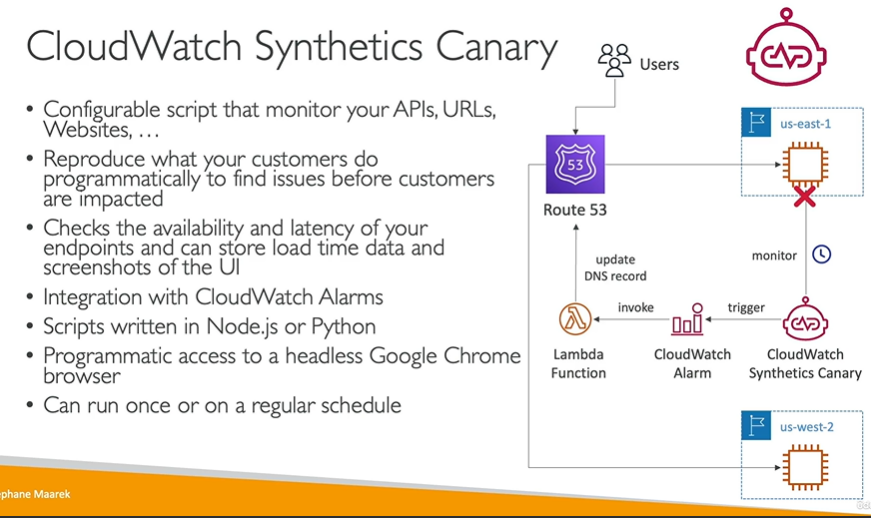 CloudWatch Synthetics Canary
• Configurable script that monitor your APIs, URLs,
Websites, …
• Reproduce what your customers do
programmatically to find issues before customers
are impacted
• Checks the availability and latency of your
endpoints and can store load time data and
screenshots of the UI
• Integration with CloudWatch Alarms
• Scripts written in Node.js or Python
• Programmatic access to a headless Google Chrome
browser
• Can run once or on a regular schedule
Users
53
Route 53
us-east-1
monitor
update
DNS record
invoke
trigger
Lambda
Function
CloudWatch
Alarm
CloudWatch
Synthetics Canary
us-west-2
ephane Maarek